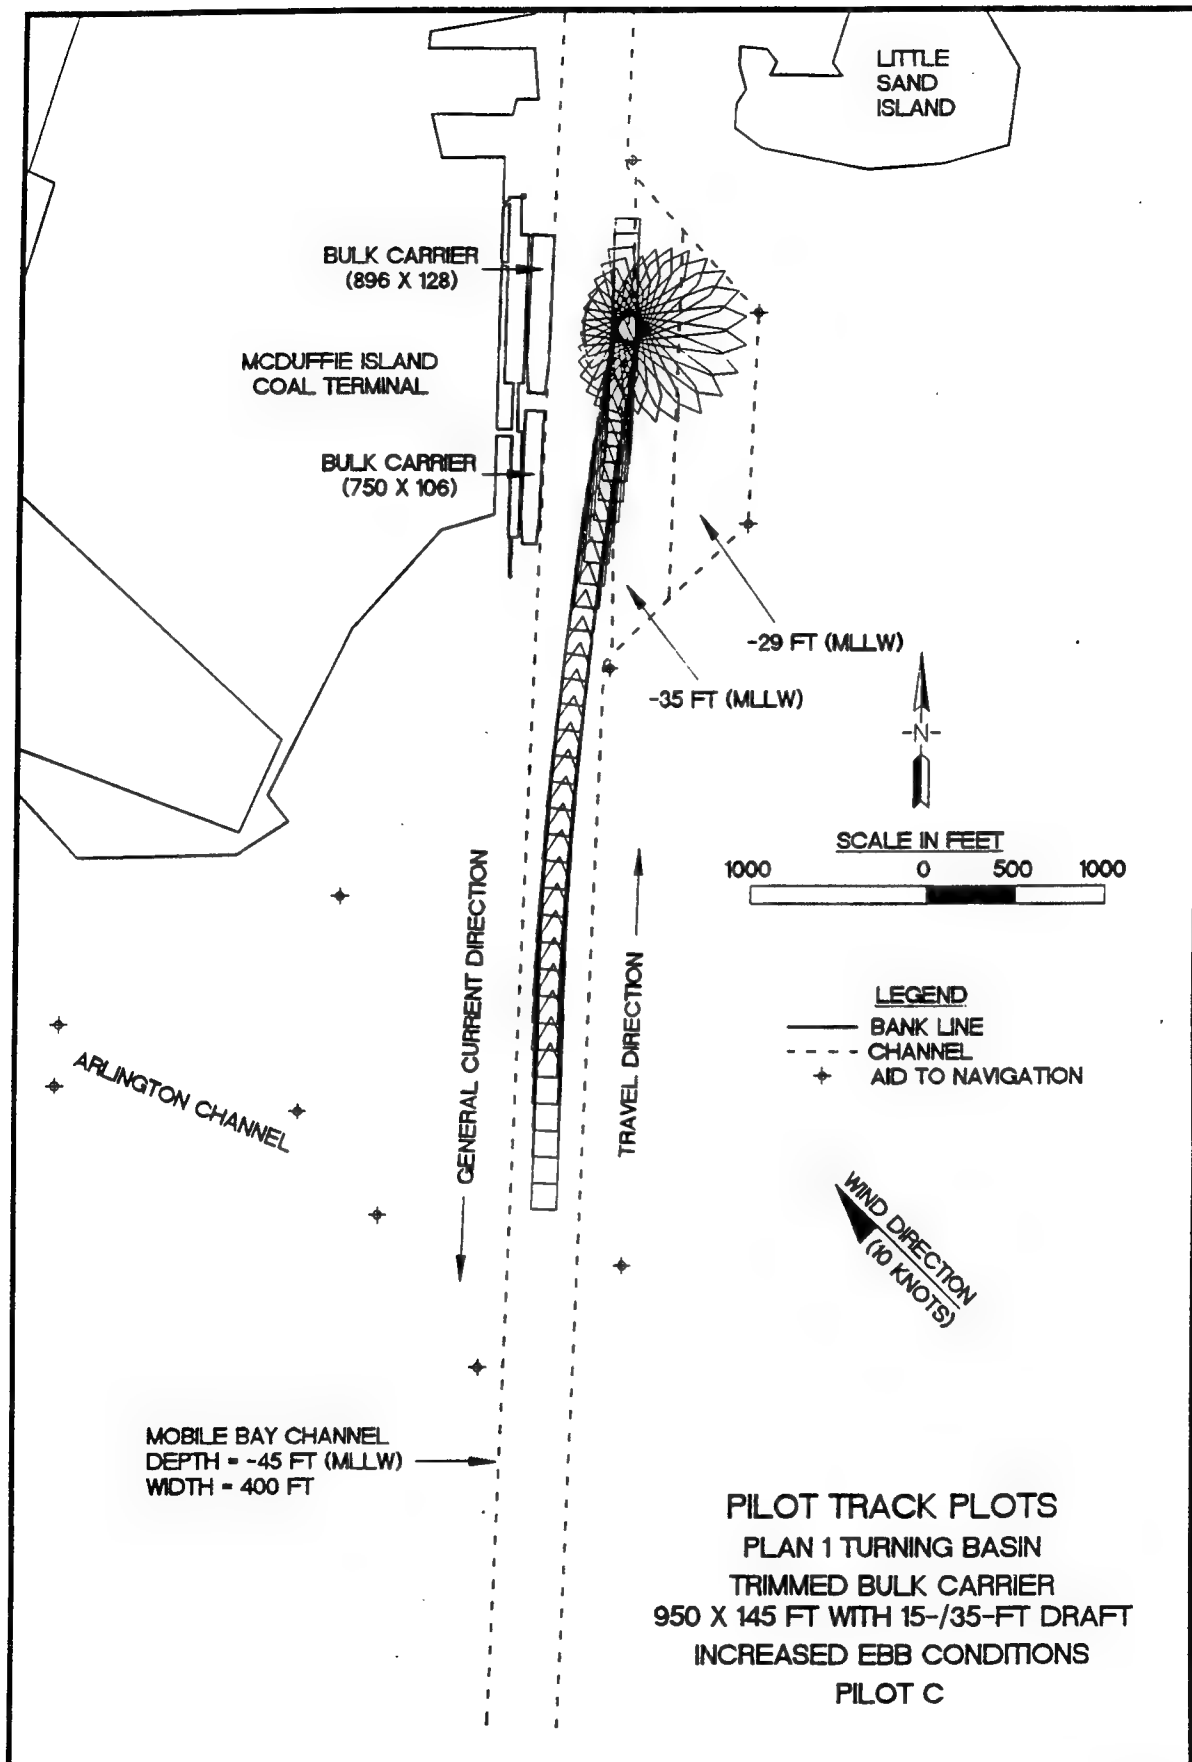 LITTLE
SAND
ISLAND
BULK CARRIER
(896 X 128)
MCDUFFIE ISLAND
COAL TERMINAL
BULK CARRIER
(750 X 106)
-29 FT (MLLW)
-35 FT (MLLW)
-N-
SCALE IN FEET
1000 0 500 1000
GENERAL CURRENT DIRECTION
TRAVEL DIRECTION
LEGEND
BANK LINE
CHANNEL
AID TO NAVIGATION
ARLINGTON CHANNEL
WIND DIRECTION
(10 KNOTS)
MOBILE BAY CHANNEL
DEPTH = -45 FT (MLLW)
WIDTH = 400 FT
PILOT TRACK PLOTS
PLAN 1 TURNING BASIN
TRIMMED BULK CARRIER
950 X 145 FT WITH 15-/35-FT DRAFT
INCREASED EBB CONDITIONS
PILOT C